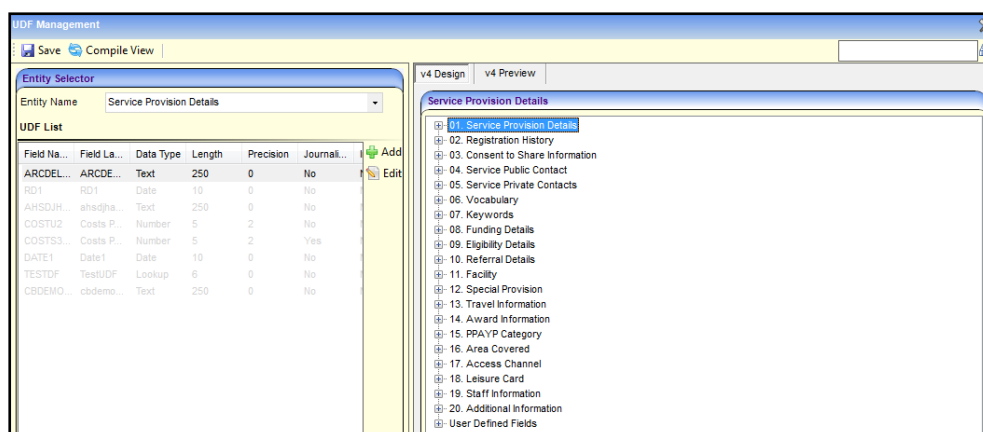 UDF Management
Save Compile View
Entity Selector
Entity Name Service Provision Details
UDF List
Field Na... Field La... Data Type Length Precision Journali...
ARCDEL... ARCDE... Text 250 0 No
RD1 RD1 Date 10 0 No
AHSDJH... ahsdjha... Text 250 0 No
COSTU2 Costs P... Number 5 2 No
COSTS3... Costs P... Number 5 2 Yes
DATE1 Date1 Date 10 0 No
TESTDF TestUDF Lookup 6 0 No
CBDEMO... cbdemo... Text 250 0 No
Add
Edit
v4 Design v4 Preview
Service Provision Details
01. Service Provision Details
02. Registration History
03. Consent to Share Information
04. Service Public Contact
05. Service Private Contacts
06. Vocabulary
07. Keywords
08. Funding Details
09. Eligibility Details
10. Referral Details
11. Facility
12. Special Provision
13. Travel Information
14. Award Information
15. PPAYP Category
16. Area Covered
17. Access Channel
18. Leisure Card
19. Staff Information
20. Additional Information
User Defined Fields